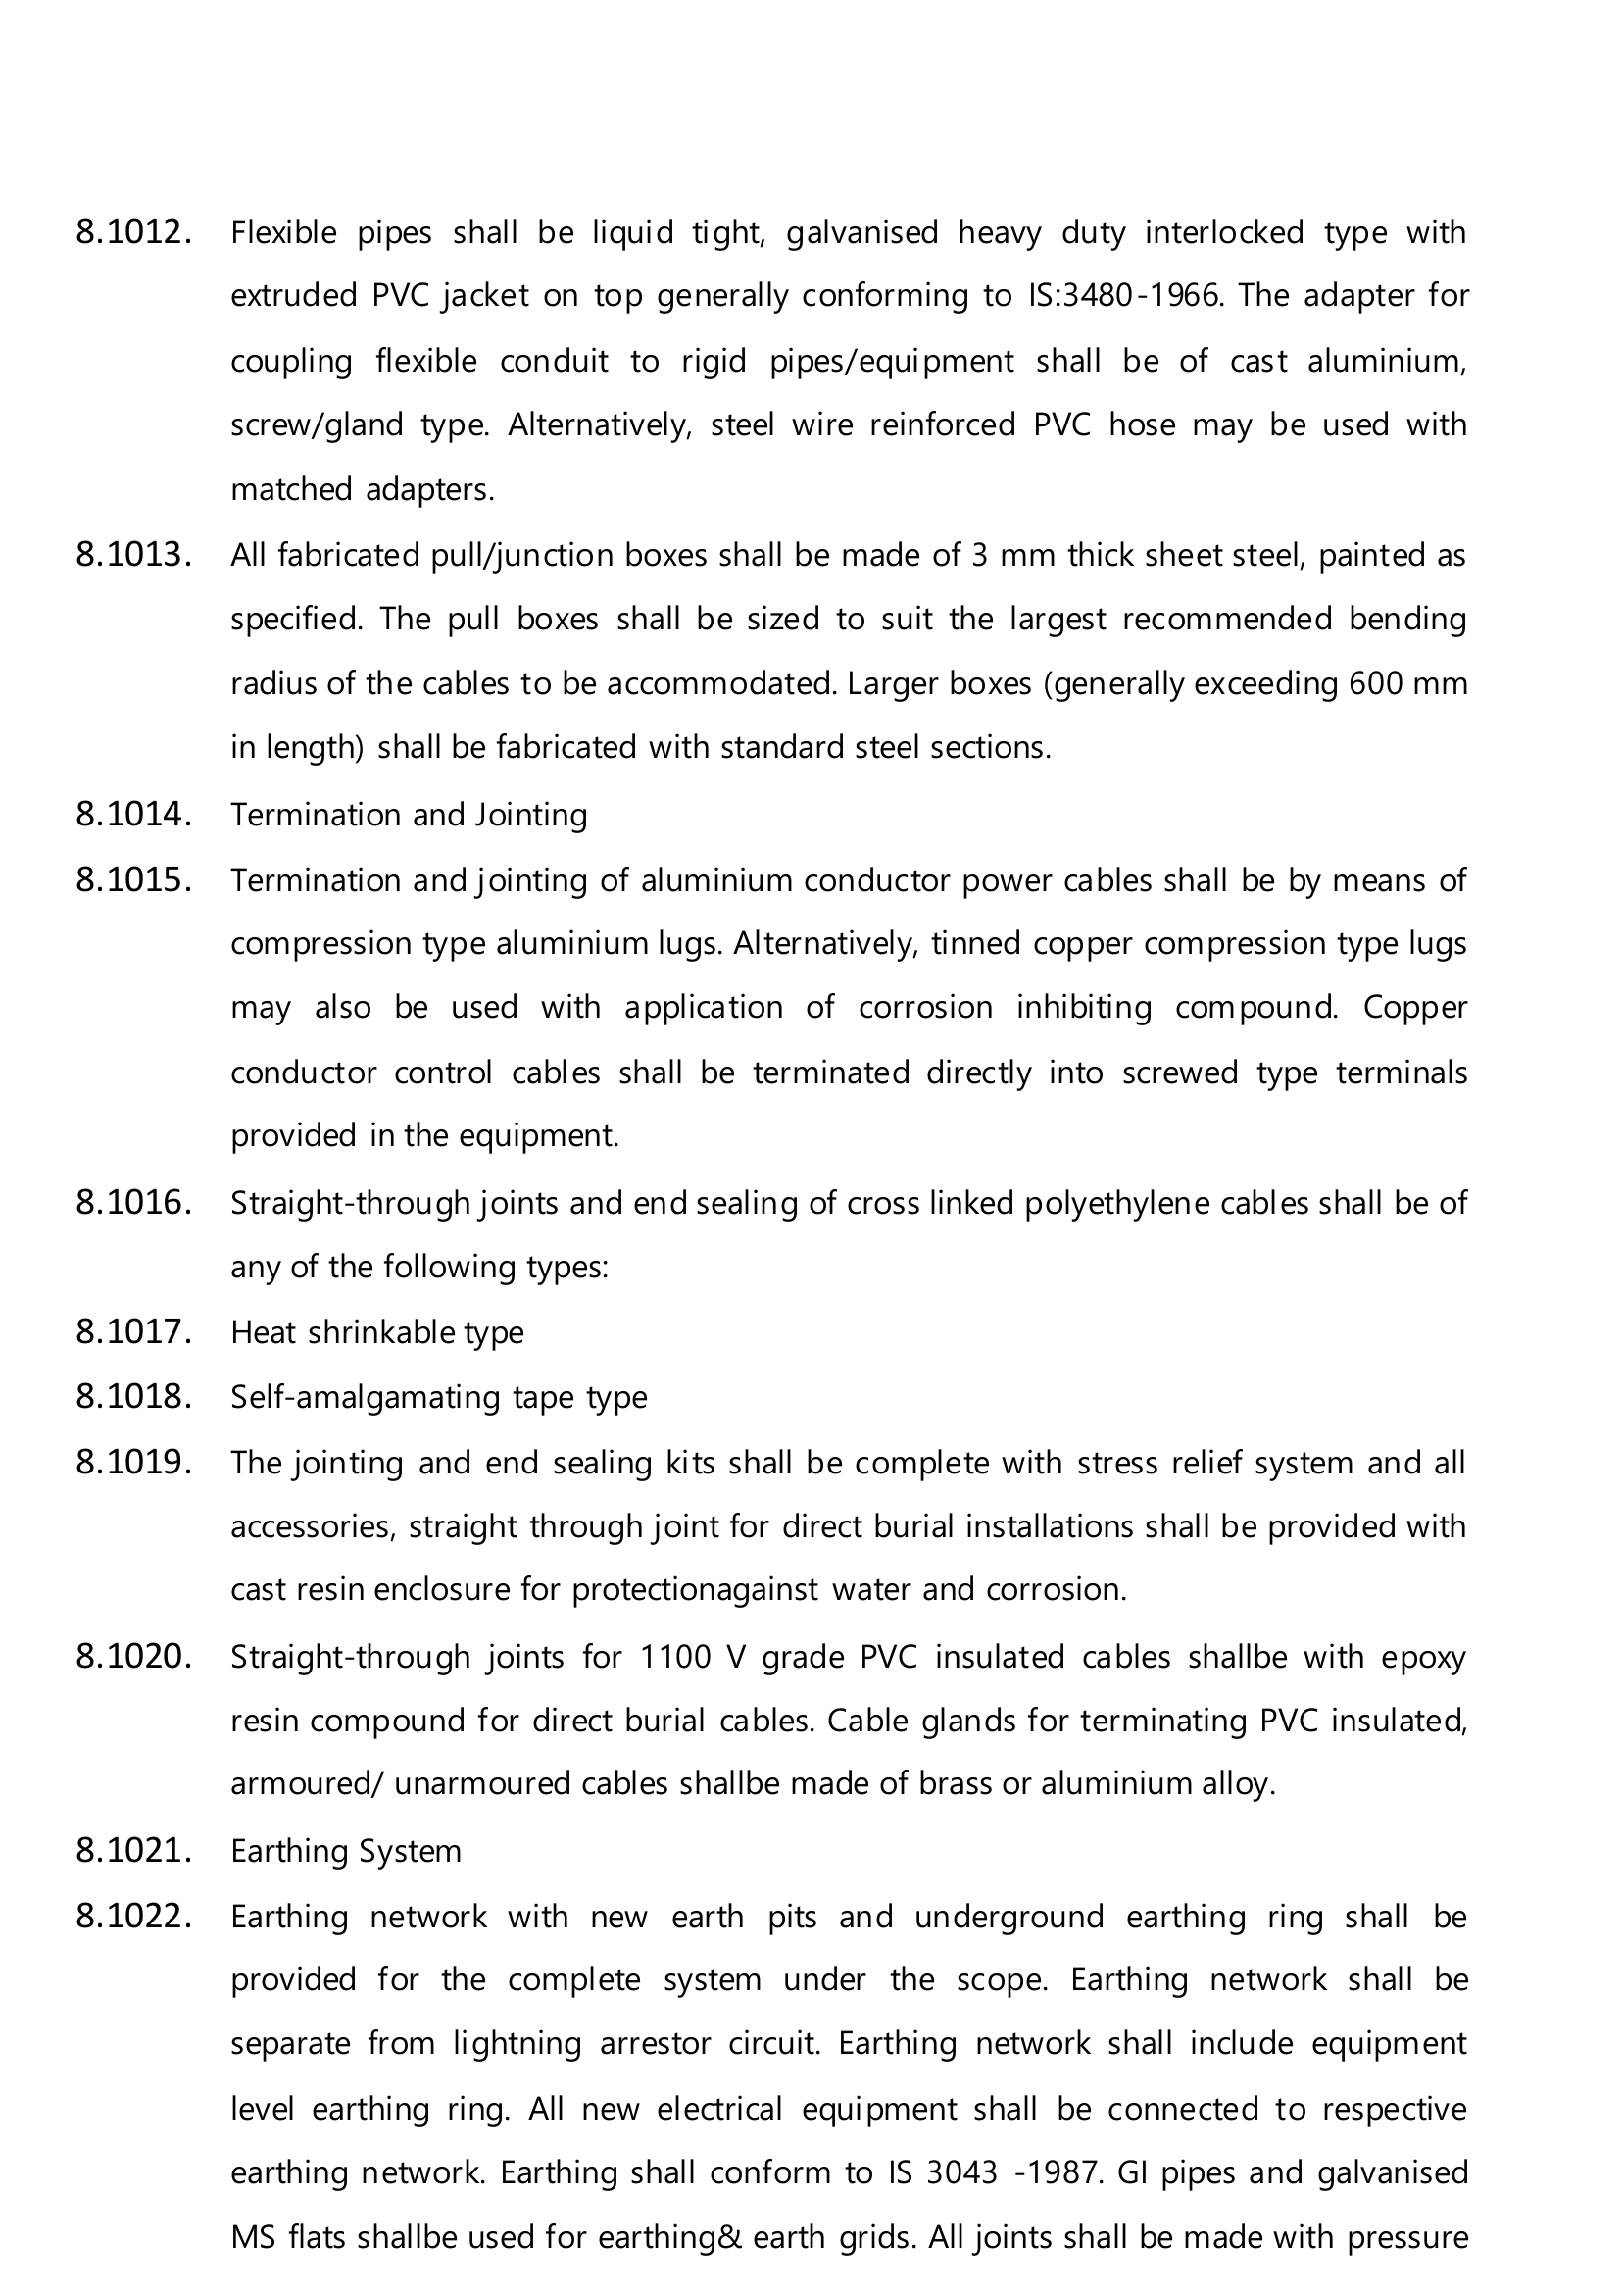 8.1012. Flexible pipes shall be liquid tight, galvanised heavy duty interlocked type with
extruded PVC jacket on top generally conforming to IS:3480-1966. The adapter for
coupling flexible conduit to rigid pipes/equipment shall be of cast aluminium,
screw/gland type. Alternatively, steel wire reinforced PVC hose may be used with
matched adapters.
8.1013. All fabricated pull/junction boxes shall be made of 3 mm thick sheet steel, painted as
specified. The pull boxes shall be sized to suit the largest recommended bending
radius of the cables to be accommodated. Larger boxes (generally exceeding 600 mm
in length) shall be fabricated with standard steel sections.
8.1014. Termination and Jointing
8.1015. Termination and jointing of aluminium conductor power cables shall be by means of
compression type aluminium lugs. Alternatively, tinned copper compression type lugs
may also be used with application of corrosion inhibiting compound. Copper
conductor control cables shall be terminated directly into screwed type terminals
provided in the equipment.
8.1016. Straight-through joints and end sealing of cross linked polyethylene cables shall be of
any of the following types:
8.1017. Heat shrinkable type
8.1018. Self-amalgamating tape type
8.1019. The jointing and end sealing kits shall be complete with stress relief system and all
accessories, straight through joint for direct burial installations shall be provided with
cast resin enclosure for protectionagainst water and corrosion.
8.1020. Straight-through joints for 1100 V grade PVC insulated cables shallbe with epoxy
resin compound for direct burial cables. Cable glands for terminating PVC insulated,
armoured/ unarmoured cables shallbe made of brass or aluminium alloy.
8.1021. Earthing System
8.1022. Earthing network with new earth pits and underground earthing ring shall be
provided for the complete system under the scope. Earthing network shall be
separate from lightning arrestor circuit. Earthing network shall include equipment
level earthing ring. All new electrical equipment shall be connected to respective
earthing network. Earthing shall conform to IS 3043 -1987. GI pipes and galvanised
MS flats shallbe used for earthing& earth grids. All joints shall be made with pressure